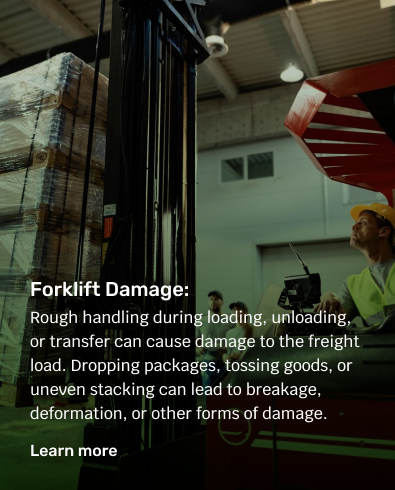 Forklift Damage:
Rough handling during loading, unloading,
or transfer can cause damage to the freight
load. Dropping packages, tossing goods, or
uneven stacking can lead to breakage,
deformation, or other forms of damage.
Learn more